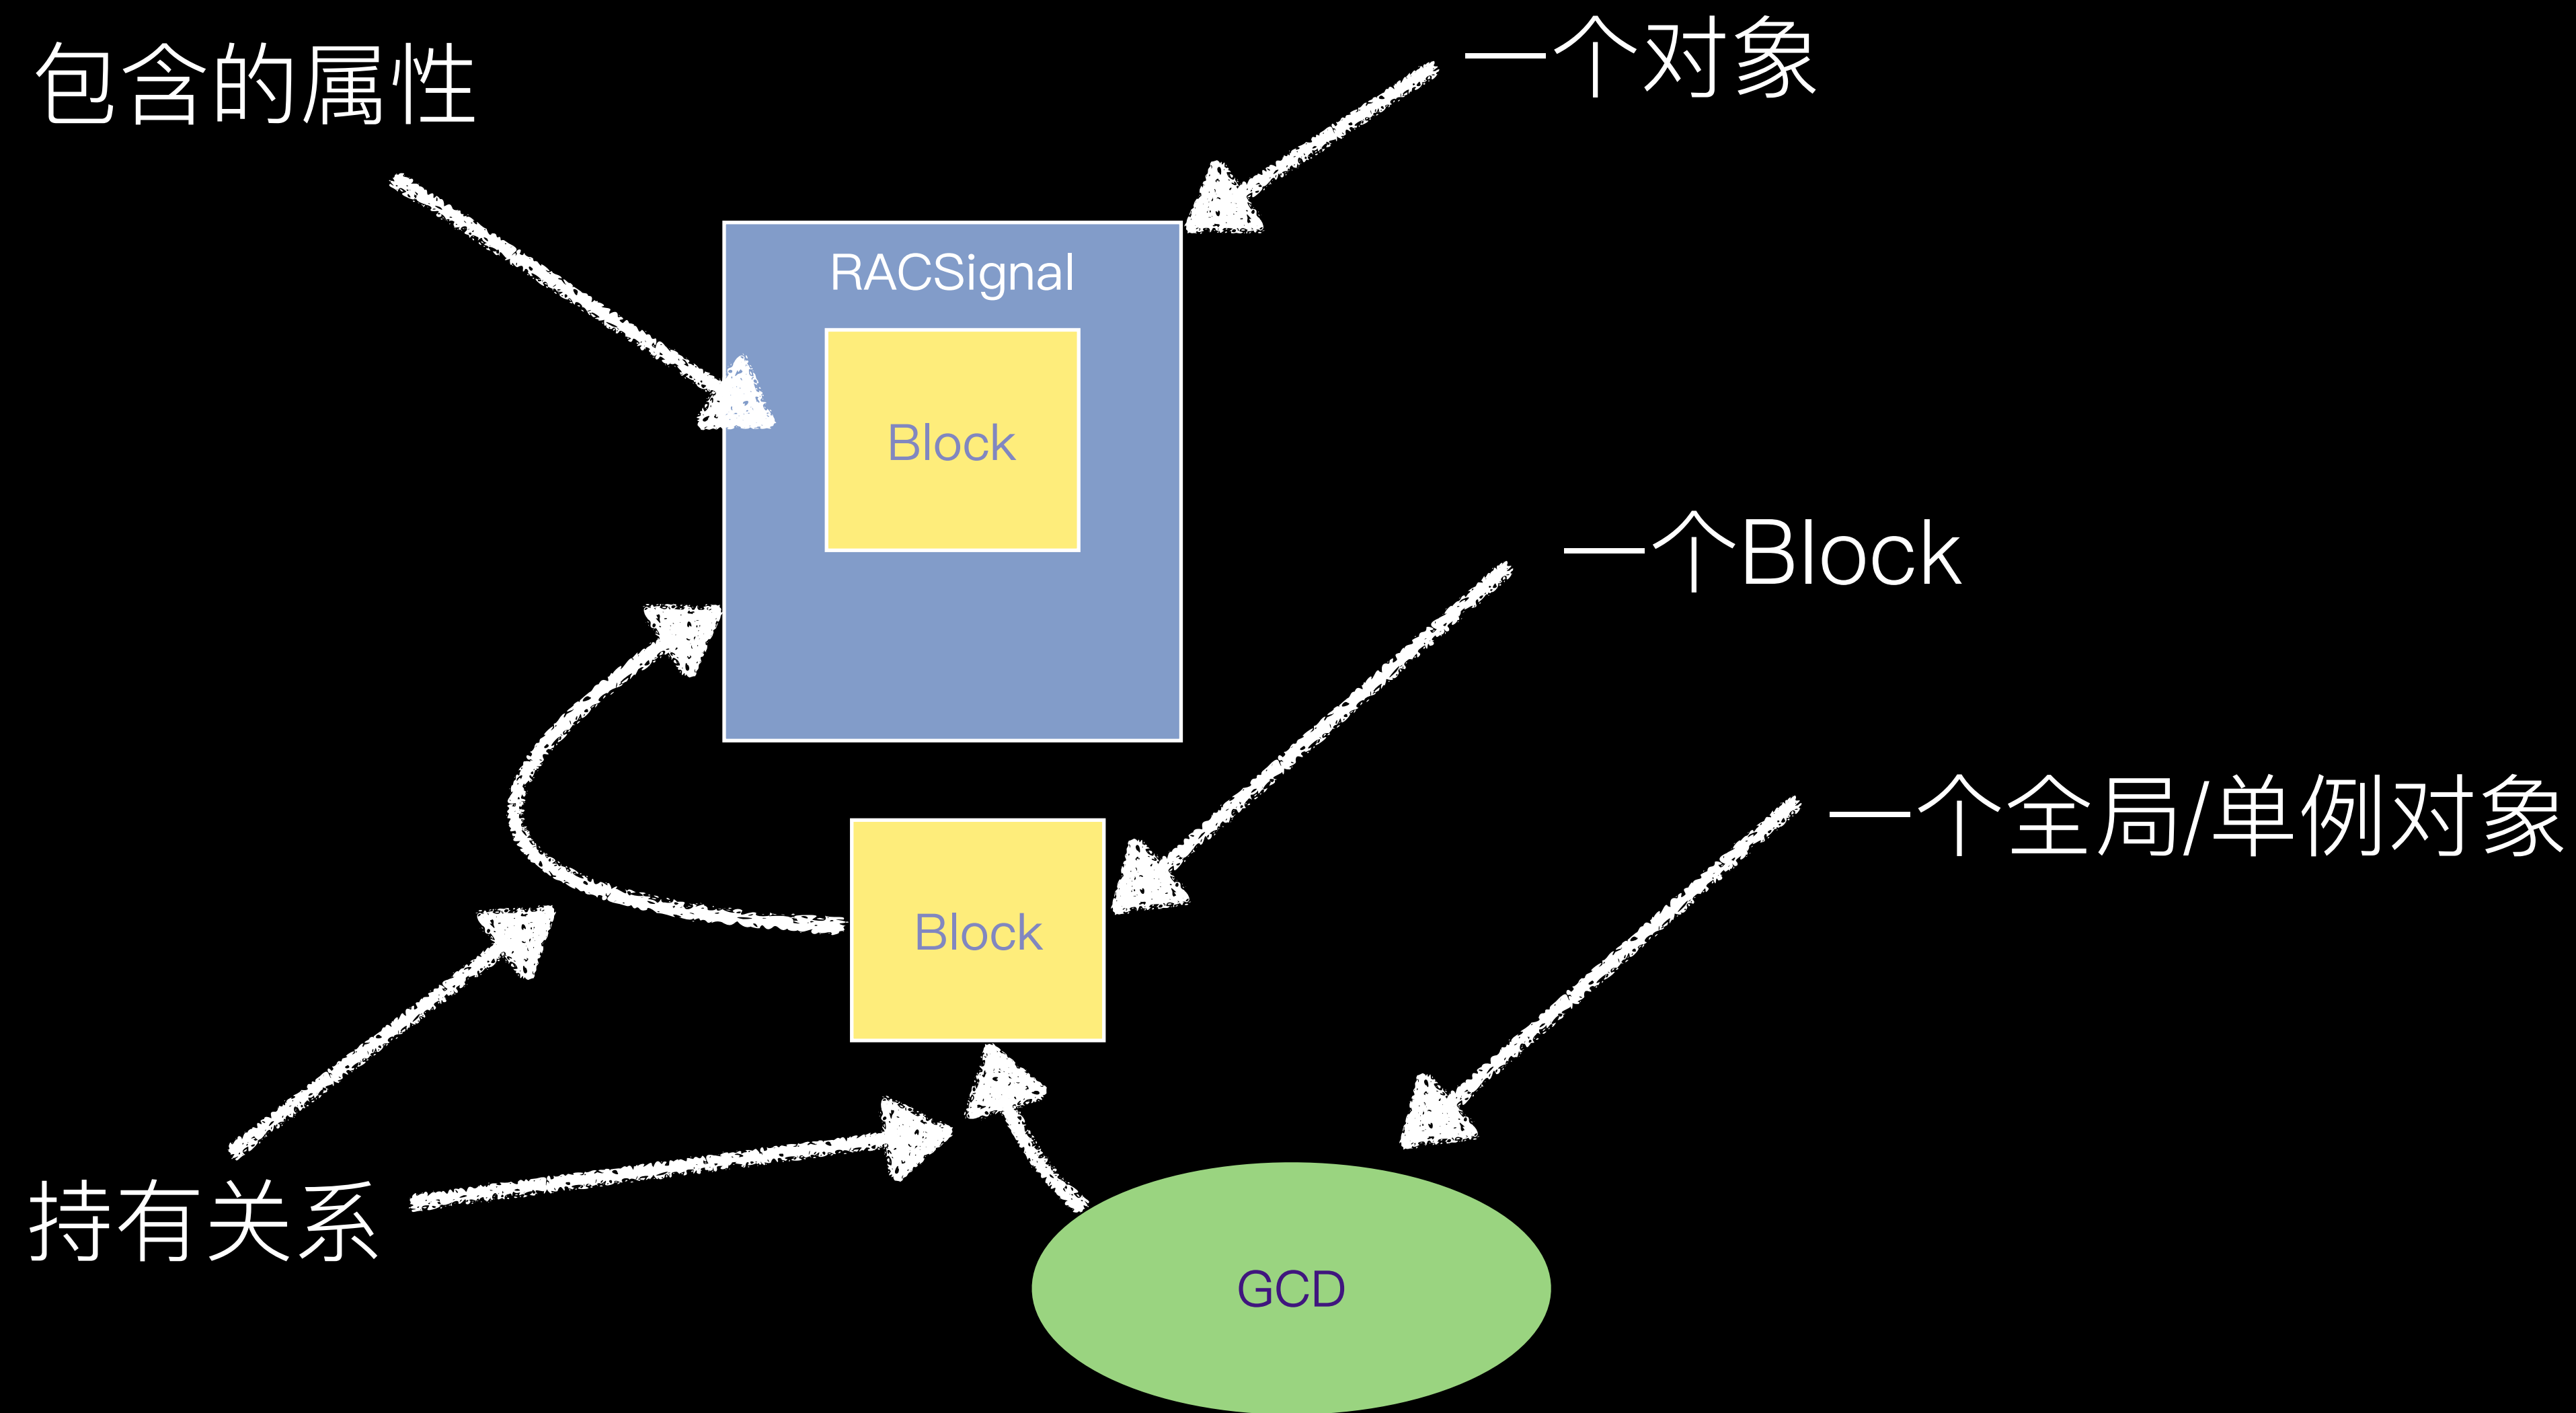 包含的属性
一个对象
RACSignal
Block
一个Block
一个全局/单例对象
Block
持有关系
GCD